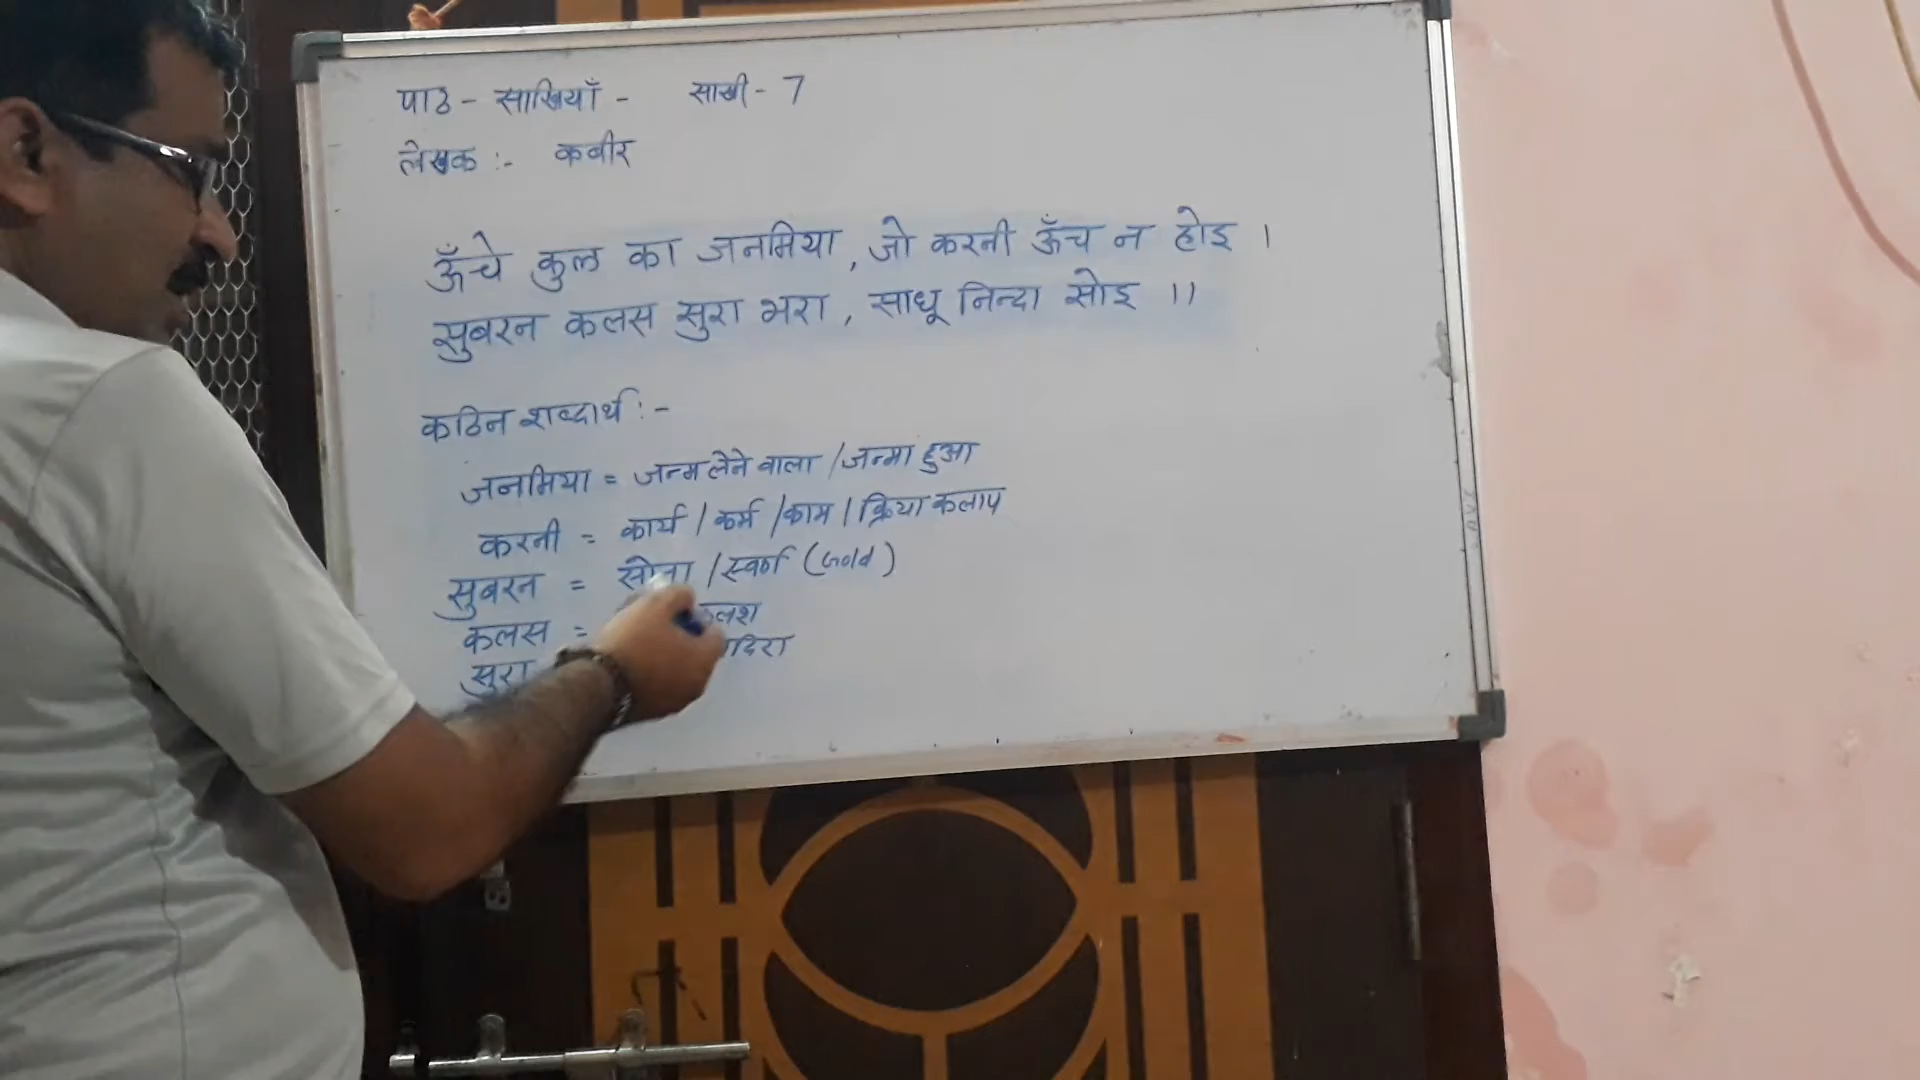 पाठ - साखियाँ - साखी - 7
लेखक :- कबीर
ऊँचे कुल का जनमिया, जो करनी ऊँच न होइ ।
सुबरन कलस सुरा भरा, साधू निन्दा सोइ ।।
कठिन शब्दार्थ :-
जनमिया = जन्म लेने वाला / जन्मा हुआ
करनी = कार्य / कर्म / काम / क्रिया कलाप
सुबरन = सोना / स्वर्ण (Gold)
कलस =
सुरा